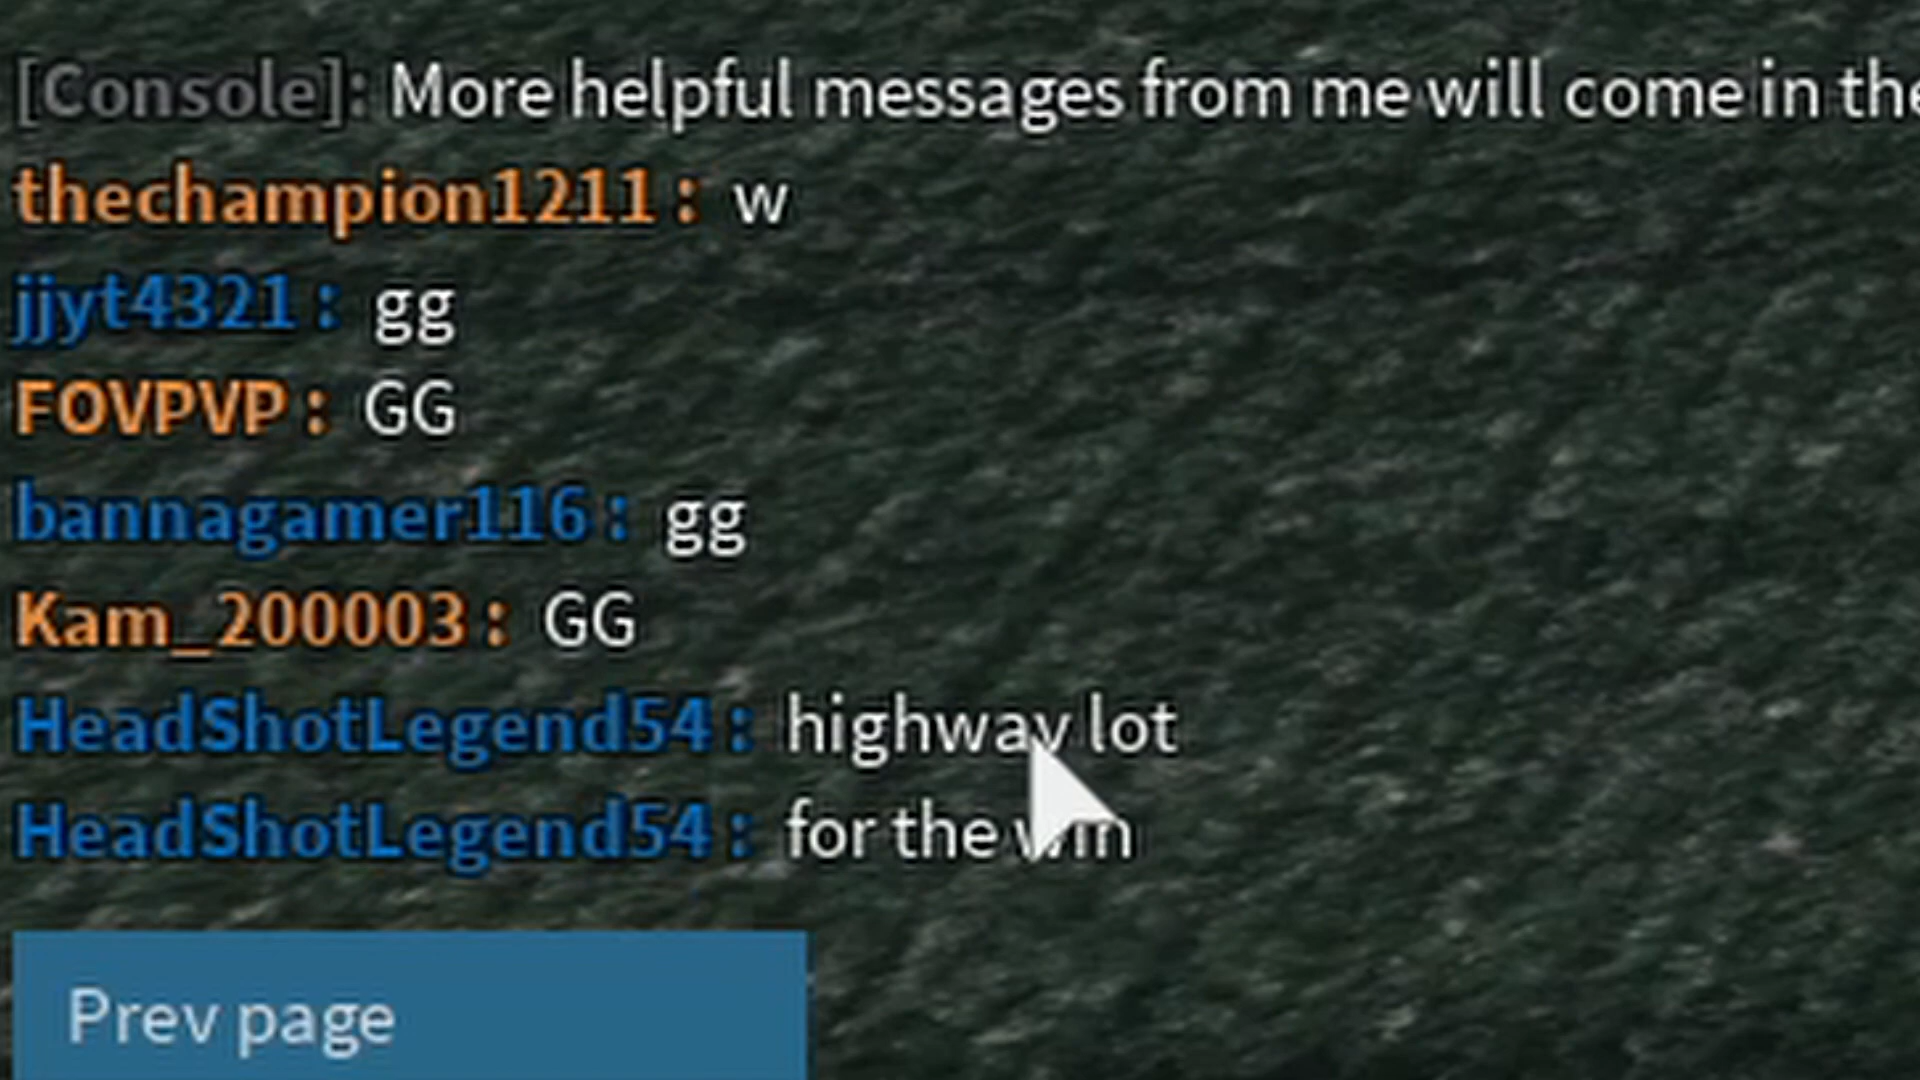 [Console]: More helpful messages from me will come in the
thechampion1211 : w
jjyt4321 : gg
FOVPVP : GG
bannagamer116 : gg
Kam_200003 : GG
HeadShotLegend54 : highway lot
HeadShotLegend54 : for the win
Prev page